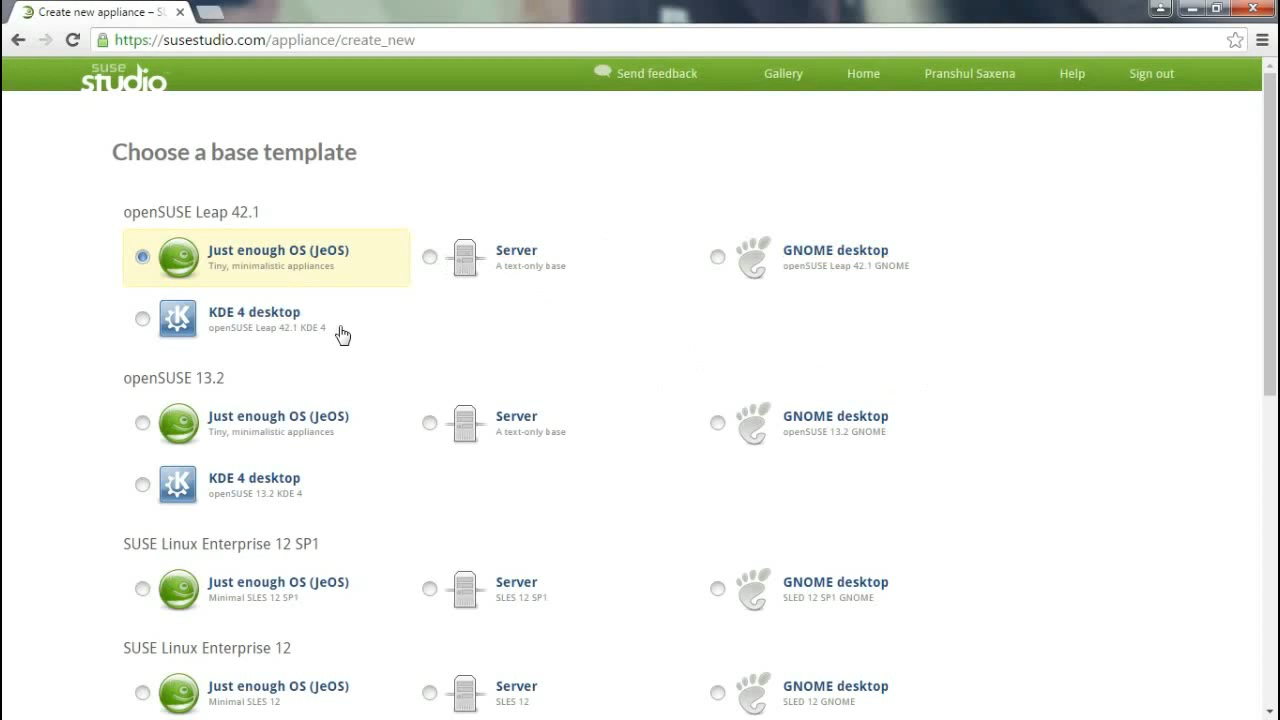 Create new appliance – SU
https://susestudio.com/appliance/create_new
suse
studio
Send feedback
Gallery
Home
Pranshul Saxena
Help
Sign out
Choose a base template
openSUSE Leap 42.1
Just enough OS (JeOS)
Tiny, minimalistic appliances
Server
A text-only base
GNOME desktop
openSUSE Leap 42.1 GNOME
KDE 4 desktop
openSUSE Leap 42.1 KDE 4
openSUSE 13.2
Just enough OS (JeOS)
Tiny, minimalistic appliances
Server
A text-only base
GNOME desktop
openSUSE 13.2 GNOME
KDE 4 desktop
openSUSE 13.2 KDE 4
SUSE Linux Enterprise 12 SP1
Just enough OS (JeOS)
Minimal SLES 12 SP1
Server
SLES 12 SP1
GNOME desktop
SLED 12 SP1 GNOME
SUSE Linux Enterprise 12
Just enough OS (JeOS)
Minimal SLES 12
Server
SLES 12
GNOME desktop
SLED 12 GNOME